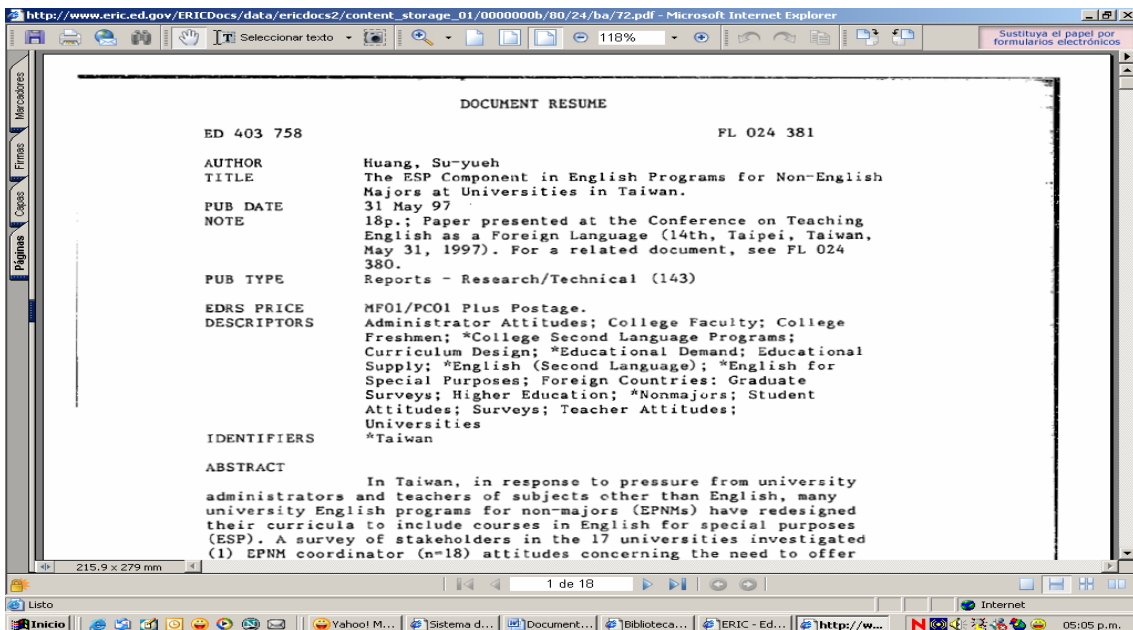 http://www.eric.ed.gov/ERICDocs/data/ericdocs2/content_storage_01/0000000b/80/24/ba/72.pdf - Microsoft Internet Explorer
Seleccionar texto
118%
Sustituya el papel por
formularios electrónicos
Marcadores
Firmas
Capas
Páginas
DOCUMENT RESUME
ED 403 758 FL 024 381
AUTHOR Huang, Su-yueh
TITLE The ESP Component in English Programs for Non-English
Majors at Universities in Taiwan.
PUB DATE 31 May 97
NOTE 18p.; Paper presented at the Conference on Teaching
English as a Foreign Language (14th, Taipei, Taiwan,
May 31, 1997). For a related document, see FL 024
380.
PUB TYPE Reports - Research/Technical (143)
EDRS PRICE MF01/PC01 Plus Postage.
DESCRIPTORS Administrator Attitudes; College Faculty; College
Freshmen; *College Second Language Programs;
Curriculum Design; *Educational Demand; Educational
Supply; *English (Second Language); *English for
Special Purposes; Foreign Countries: Graduate
Surveys; Higher Education; *Nonmajors; Student
Attitudes; Surveys; Teacher Attitudes;
Universities
IDENTIFIERS *Taiwan
ABSTRACT
In Taiwan, in response to pressure from university
administrators and teachers of subjects other than English, many
university English programs for non-majors (EPNMs) have redesigned
their curricula to include courses in English for special purposes
(ESP). A survey of stakeholders in the 17 universities investigated
(1) EPNM coordinator (n=18) attitudes concerning the need to offer
215.9 x 279 mm
1 de 18
Listo
Internet
Inicio
Yahoo! M...
Sistema d...
Document...
Biblioteca...
ERIC - Ed...
http://w...
05:05 p.m.